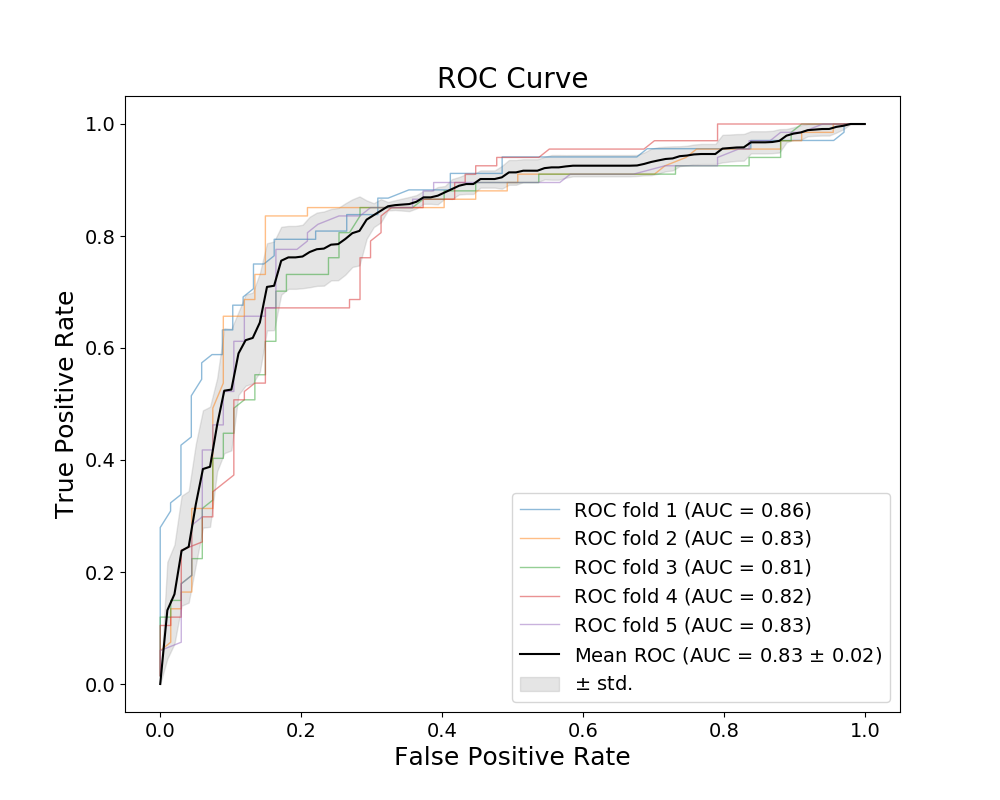 ROC Curve
True Positive Rate
1.0
0.8
0.6
0.4
0.2
0.0
ROC fold 1 (AUC = 0.86)
ROC fold 2 (AUC = 0.83)
ROC fold 3 (AUC = 0.81)
ROC fold 4 (AUC = 0.82)
ROC fold 5 (AUC = 0.83)
Mean ROC (AUC = 0.83 ± 0.02)
± std.
0.0 0.2 0.4 0.6 0.8 1.0
False Positive Rate